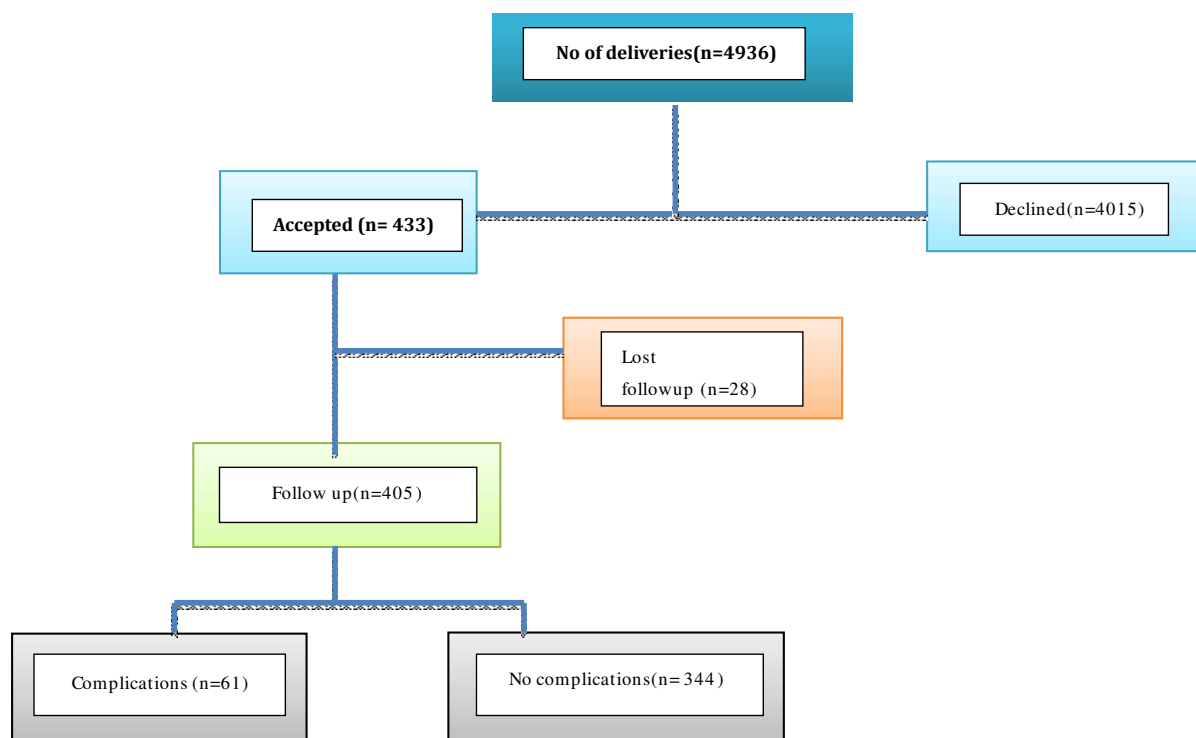 No of deliveries(n=4936)
Accepted (n= 433)
Declined(n=4015)
Lost
followup (n=28)
Follow up(n=405)
Complications (n=61)
No complications(n=344)